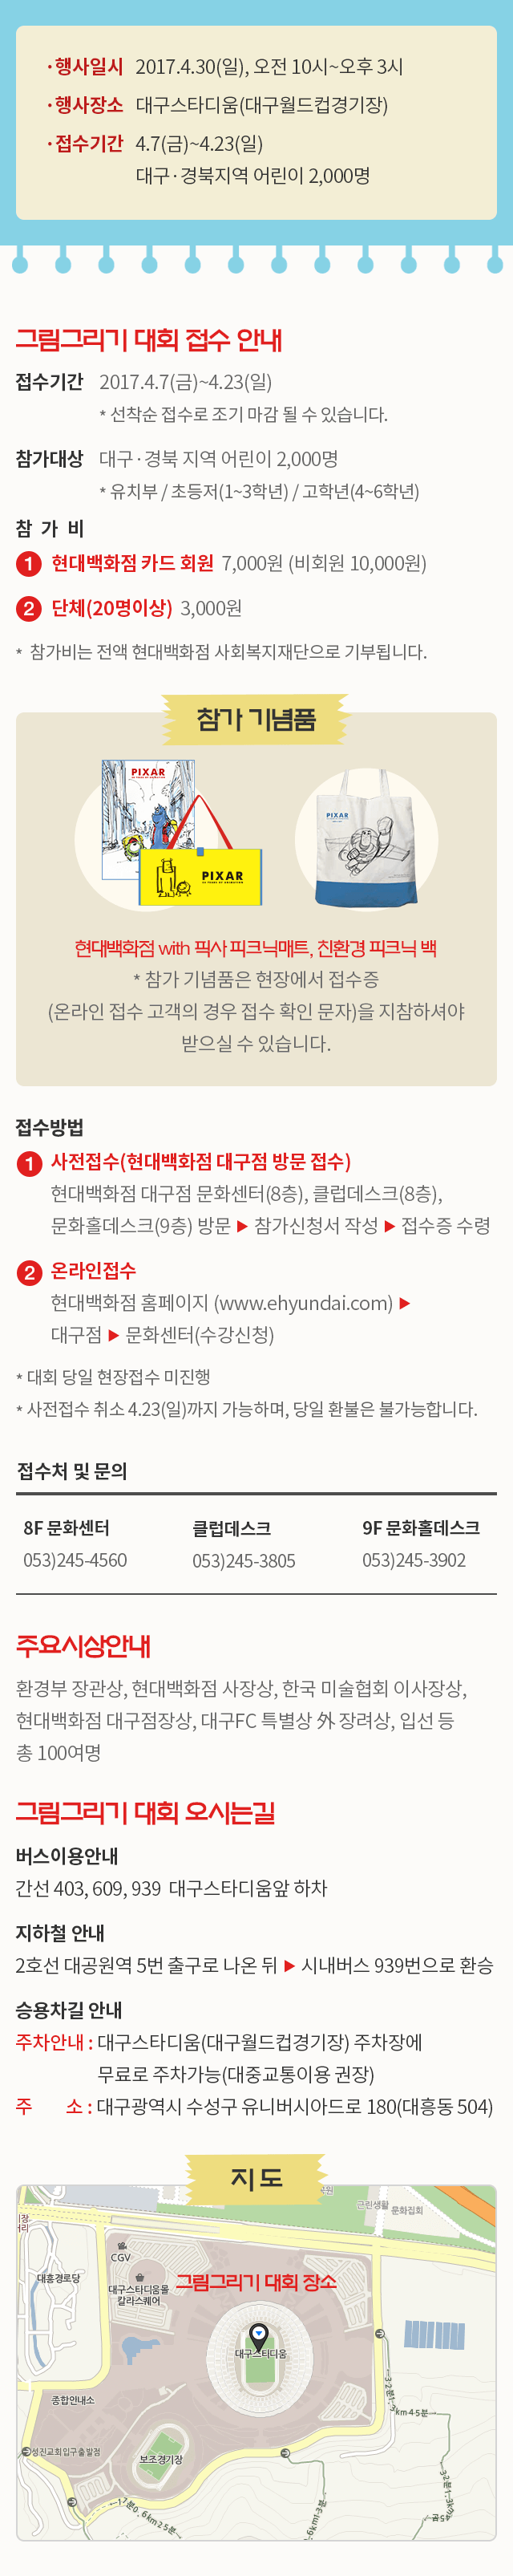 ·행사일시 2017.4.30(일), 오전 10시~오후 3시
·행사장소 대구스타디움(대구월드컵경기장)
·접수기간 4.7(금)~4.23(일)
대구·경북지역 어린이 2,000명
그림그리기 대회 접수 안내
접수기간 2017.4.7(금)~4.23(일)
* 선착순 접수로 조기 마감 될 수 있습니다.
참가대상 대구·경북 지역 어린이 2,000명
* 유치부 / 초등저(1~3학년) / 고학년(4~6학년)
참 가 비
1 현대백화점 카드 회원 7,000원 (비회원 10,000원)
2 단체(20명이상) 3,000원
* 참가비는 전액 현대백화점 사회복지재단으로 기부됩니다.
참가 기념품
PIXAR
PIXAR
PIXAR
현대백화점 with 픽사 피크닉매트, 친환경 피크닉 백
* 참가 기념품은 현장에서 접수증
(온라인 접수 고객의 경우 접수 확인 문자)을 지참하셔야
받으실 수 있습니다.
접수방법
1 사전접수(현대백화점 대구점 방문 접수)
현대백화점 대구점 문화센터(8층), 클럽데스크(8층),
문화홀데스크(9층) 방문 ▶ 참가신청서 작성 ▶ 접수증 수령
2 온라인접수
현대백화점 홈페이지 (www.ehyundai.com) ▶
대구점 ▶ 문화센터(수강신청)
* 대회 당일 현장접수 미진행
* 사전접수 취소 4.23(일)까지 가능하며, 당일 환불은 불가능합니다.
접수처 및 문의
8F 문화센터 클럽데스크 9F 문화홀데스크
053)245-4560 053)245-3805 053)245-3902
주요시상안내
환경부 장관상, 현대백화점 사장상, 한국 미술협회 이사장상,
현대백화점 대구점장상, 대구FC 특별상 外 장려상, 입선 등
총 100여명
그림그리기 대회 오시는길
버스이용안내
간선 403, 609, 939 대구스타디움앞 하차
지하철 안내
2호선 대공원역 5번 출구로 나온 뒤 ▶ 시내버스 939번으로 환승
승용차길 안내
주차안내 : 대구스타디움(대구월드컵경기장) 주차장에
무료로 주차가능(대중교통이용 권장)
주 소 : 대구광역시 수성구 유니버시아드로 180(대흥동 504)
지도
근린생활
문화집회
CGV
대흥경로당
대구스타디움몰
칼라스퀘어
그림그리기 대회 장소
대구스타디움
종합안내소
성진교회입구출발점
보조경기장